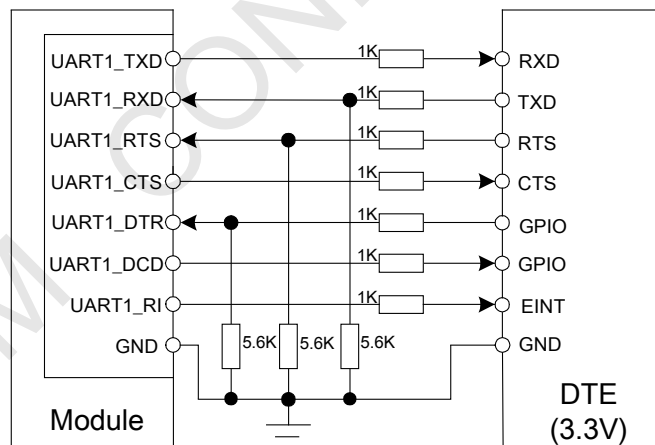 UART1_TXD 1K RXD
UART1_RXD 1K TXD
UART1_RTS 1K RTS
UART1_CTS 1K CTS
UART1_DTR 1K GPIO
UART1_DCD 1K GPIO
UART1_RI 1K EINT
GND 5.6K 5.6K 5.6K GND
Module
DTE
(3.3V)